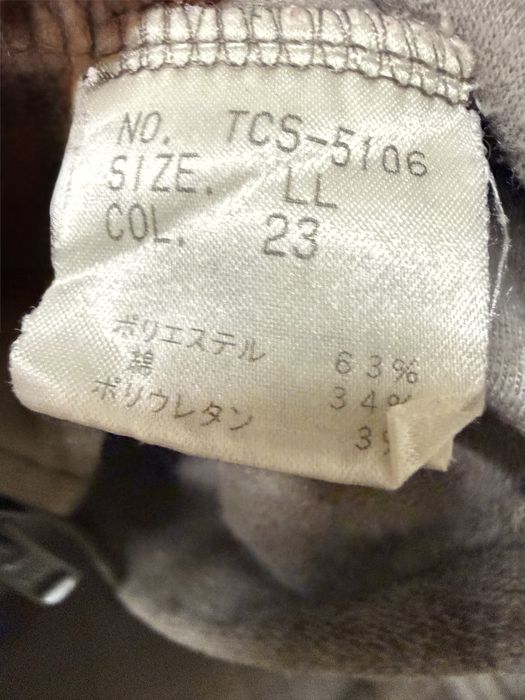 NO. TCS-5106
SIZE. LL
COL. 23
ポリエステル 63%
綿 34%
ポリウレタン 3%